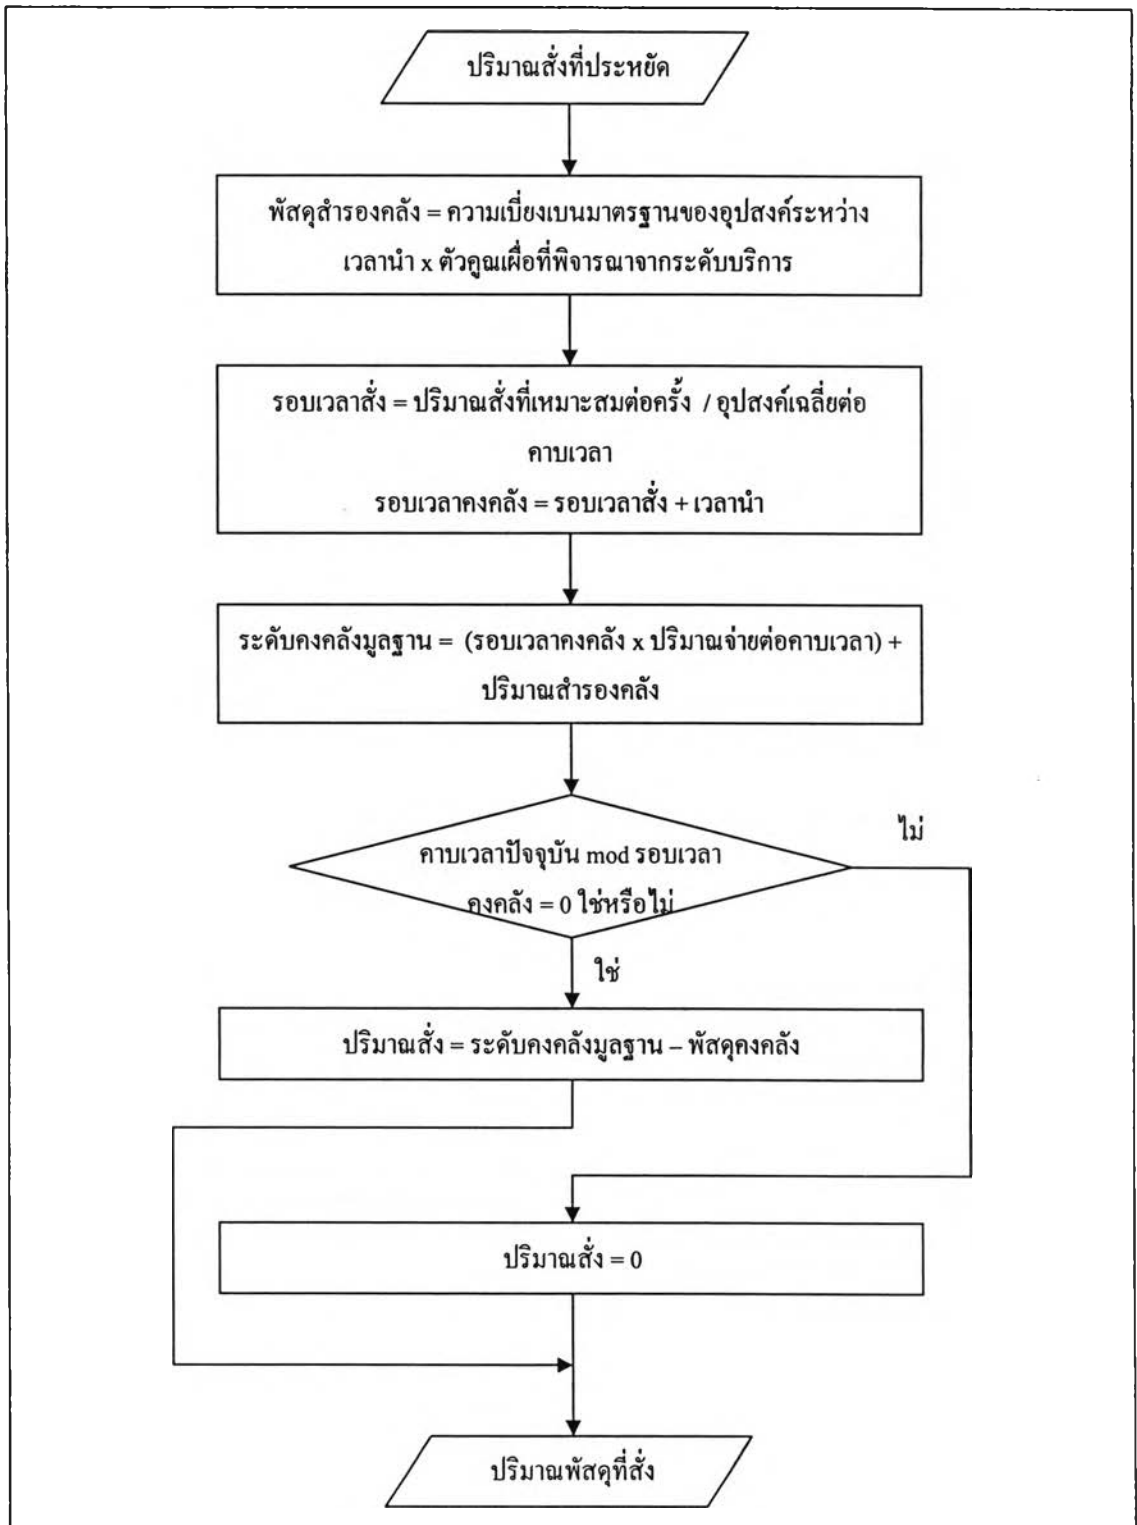 ปริมาณสั่งที่ประหยัด
พัสดุสำรองคลัง = ความเบี่ยงเบนมาตรฐานของอุปสงค์ระหว่าง
เวลานำ x ตัวคูณเผื่อที่พิจารณาจากระดับบริการ
รอบเวลาสั่ง = ปริมาณสั่งที่เหมาะสมต่อครั้ง / อุปสงค์เฉลี่ยต่อ
คาบเวลา
รอบเวลาคงคลัง = รอบเวลาสั่ง + เวลานำ
ระดับคงคลังมูลฐาน = (รอบเวลาคงคลัง x ปริมาณจ่ายต่อคาบเวลา) +
ปริมาณสำรองคลัง
ไม่
คาบเวลาปัจจุบัน mod รอบเวลา
คงคลัง = 0 ใช่หรือไม่
ใช่
ปริมาณสั่ง = ระดับคงคลังมูลฐาน – พัสดุคงคลัง
ปริมาณสั่ง = 0
ปริมาณพัสดุที่สั่ง